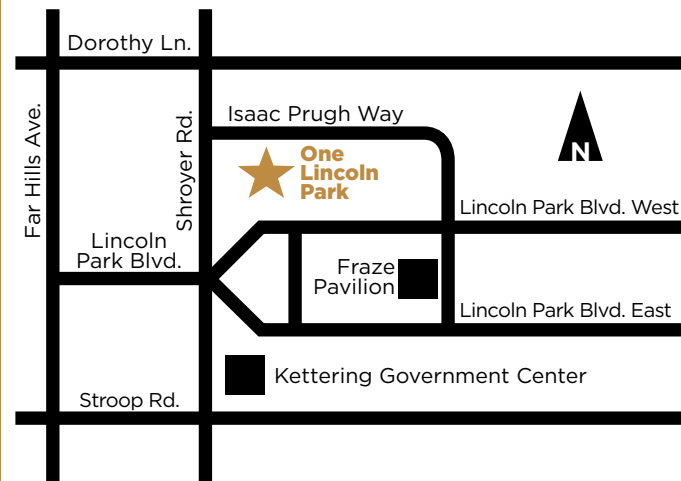 Dorothy Ln.
Far Hills Ave.
Shroyer Rd.
Isaac Prugh Way
N
One
Lincoln
Park
Lincoln Park Blvd. West
Lincoln
Park Blvd.
Fraze
Pavilion
Lincoln Park Blvd. East
Kettering Government Center
Stroop Rd.